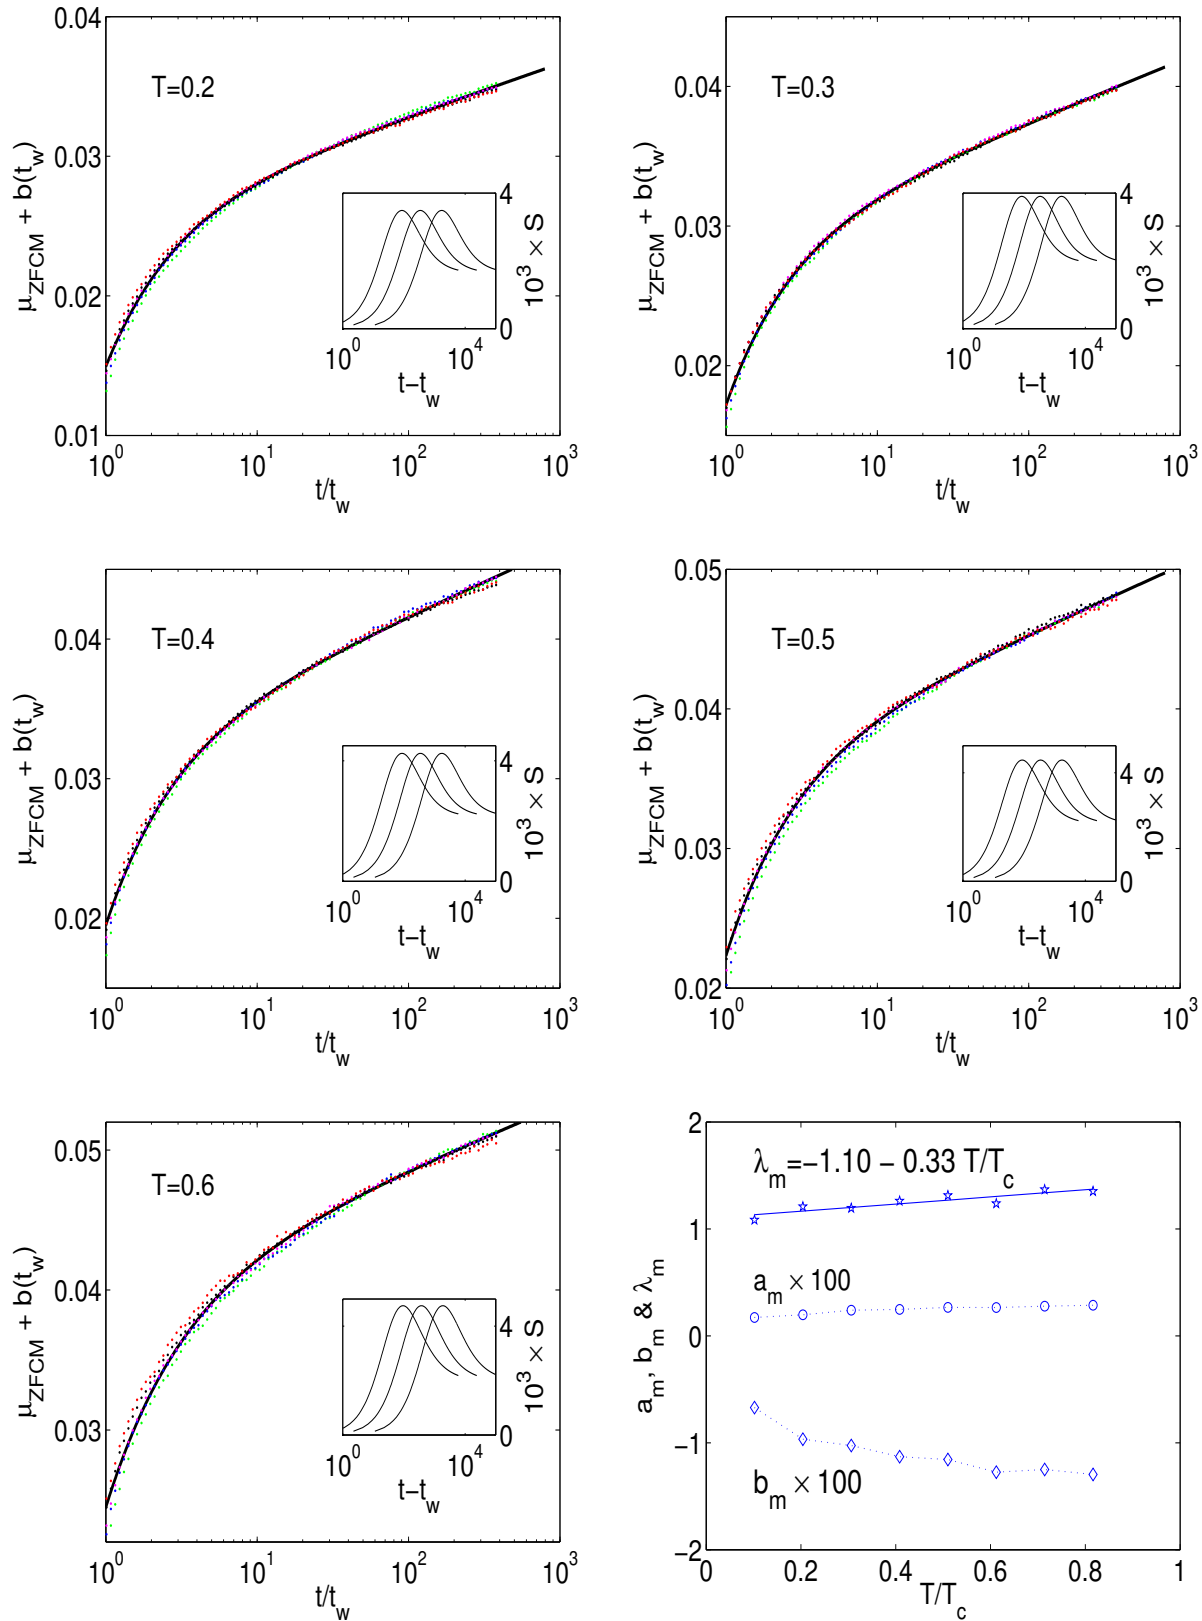 0.04
0.03
0.02
0.01
μ_ZFCM + b(t_w)
T=0.2
4
0
10^3 × S
10^0
10^4
t−t_w
10^0
10^1
10^2
10^3
t/t_w
0.04
0.03
0.02
μ_ZFCM + b(t_w)
T=0.3
4
0
10^3 × S
10^0
10^4
t−t_w
10^0
10^1
10^2
10^3
t/t_w
0.04
0.03
0.02
μ_ZFCM + b(t_w)
T=0.4
4
0
10^3 × S
10^0
10^4
t−t_w
10^0
10^1
10^2
10^3
t/t_w
0.05
0.04
0.03
0.02
μ_ZFCM + b(t_w)
T=0.5
4
0
10^3 × S
10^0
10^4
t−t_w
10^0
10^1
10^2
10^3
t/t_w
0.05
0.04
0.03
μ_ZFCM + b(t_w)
T=0.6
4
0
10^3 × S
10^0
10^4
t−t_w
10^0
10^1
10^2
10^3
t/t_w
2
1
0
−1
−2
a_m, b_m & λ_m
λ_m=−1.10 − 0.33 T/T_c
a_m × 100
b_m × 100
0
0.2
0.4
0.6
0.8
1
T/T_c